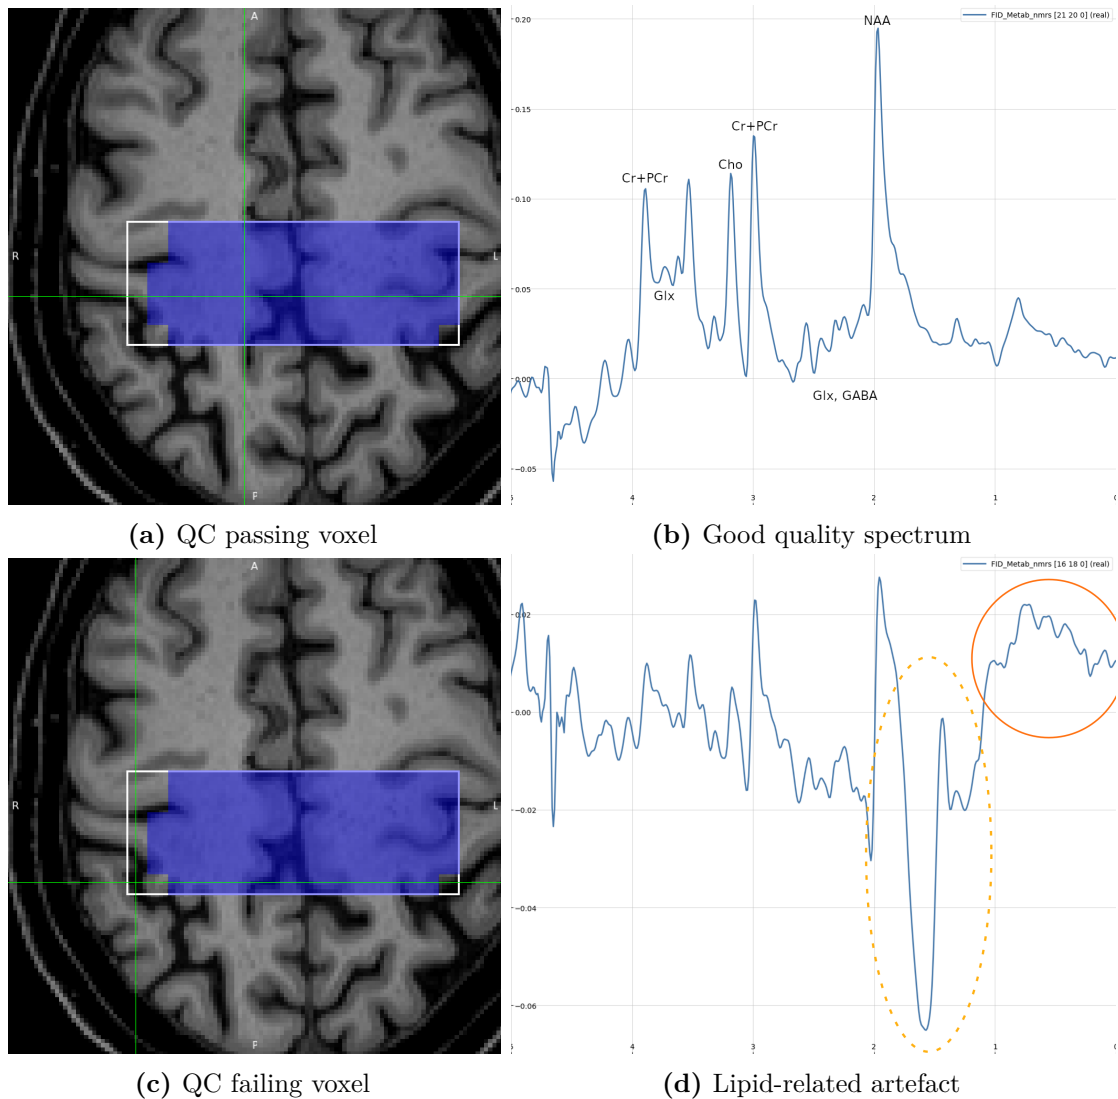 A
R
L
P
FID_Metab_nmrs [21 20 0] (real)
0.20
0.15
0.10
0.05
0.00
−0.05
NAA
Cr+PCr
Cho
Cr+PCr
Glx
Glx, GABA
5
4
3
2
1
0
(a) QC passing voxel
(b) Good quality spectrum
A
R
L
P
FID_Metab_nmrs [16 18 0] (real)
0.02
0.00
−0.02
−0.04
−0.06
5
4
3
2
1
0
(c) QC failing voxel
(d) Lipid-related artefact